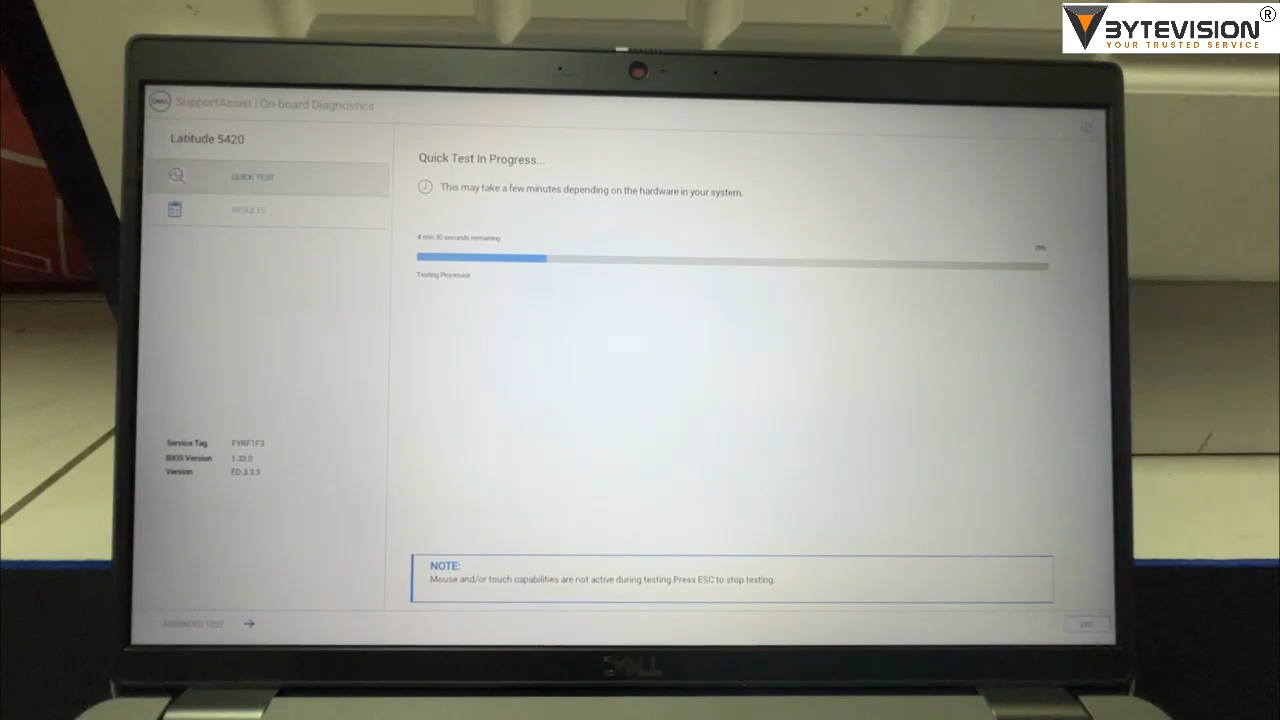 BYTEVISION®
YOUR TRUSTED SERVICE
DELL SupportAssist | On-board Diagnostics
Latitude 5420
QUICK TEST
RESULTS
Quick Test In Progress...
This may take a few minutes depending on the hardware in your system.
4 min 30 seconds remaining
20%
Testing Processor
Service Tag FYRF1F3
BIOS Version 1.33.0
Version ED.3.3.3
NOTE:
Mouse and/or touch capabilities are not active during testing.Press ESC to stop testing.
ADVANCED TEST
EXIT
DELL